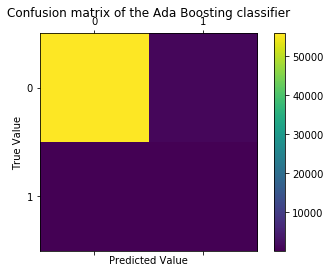 Confusion matrix of the Ada Boosting classifier
0 1
0
1
True Value
Predicted Value
50000
40000
30000
20000
10000